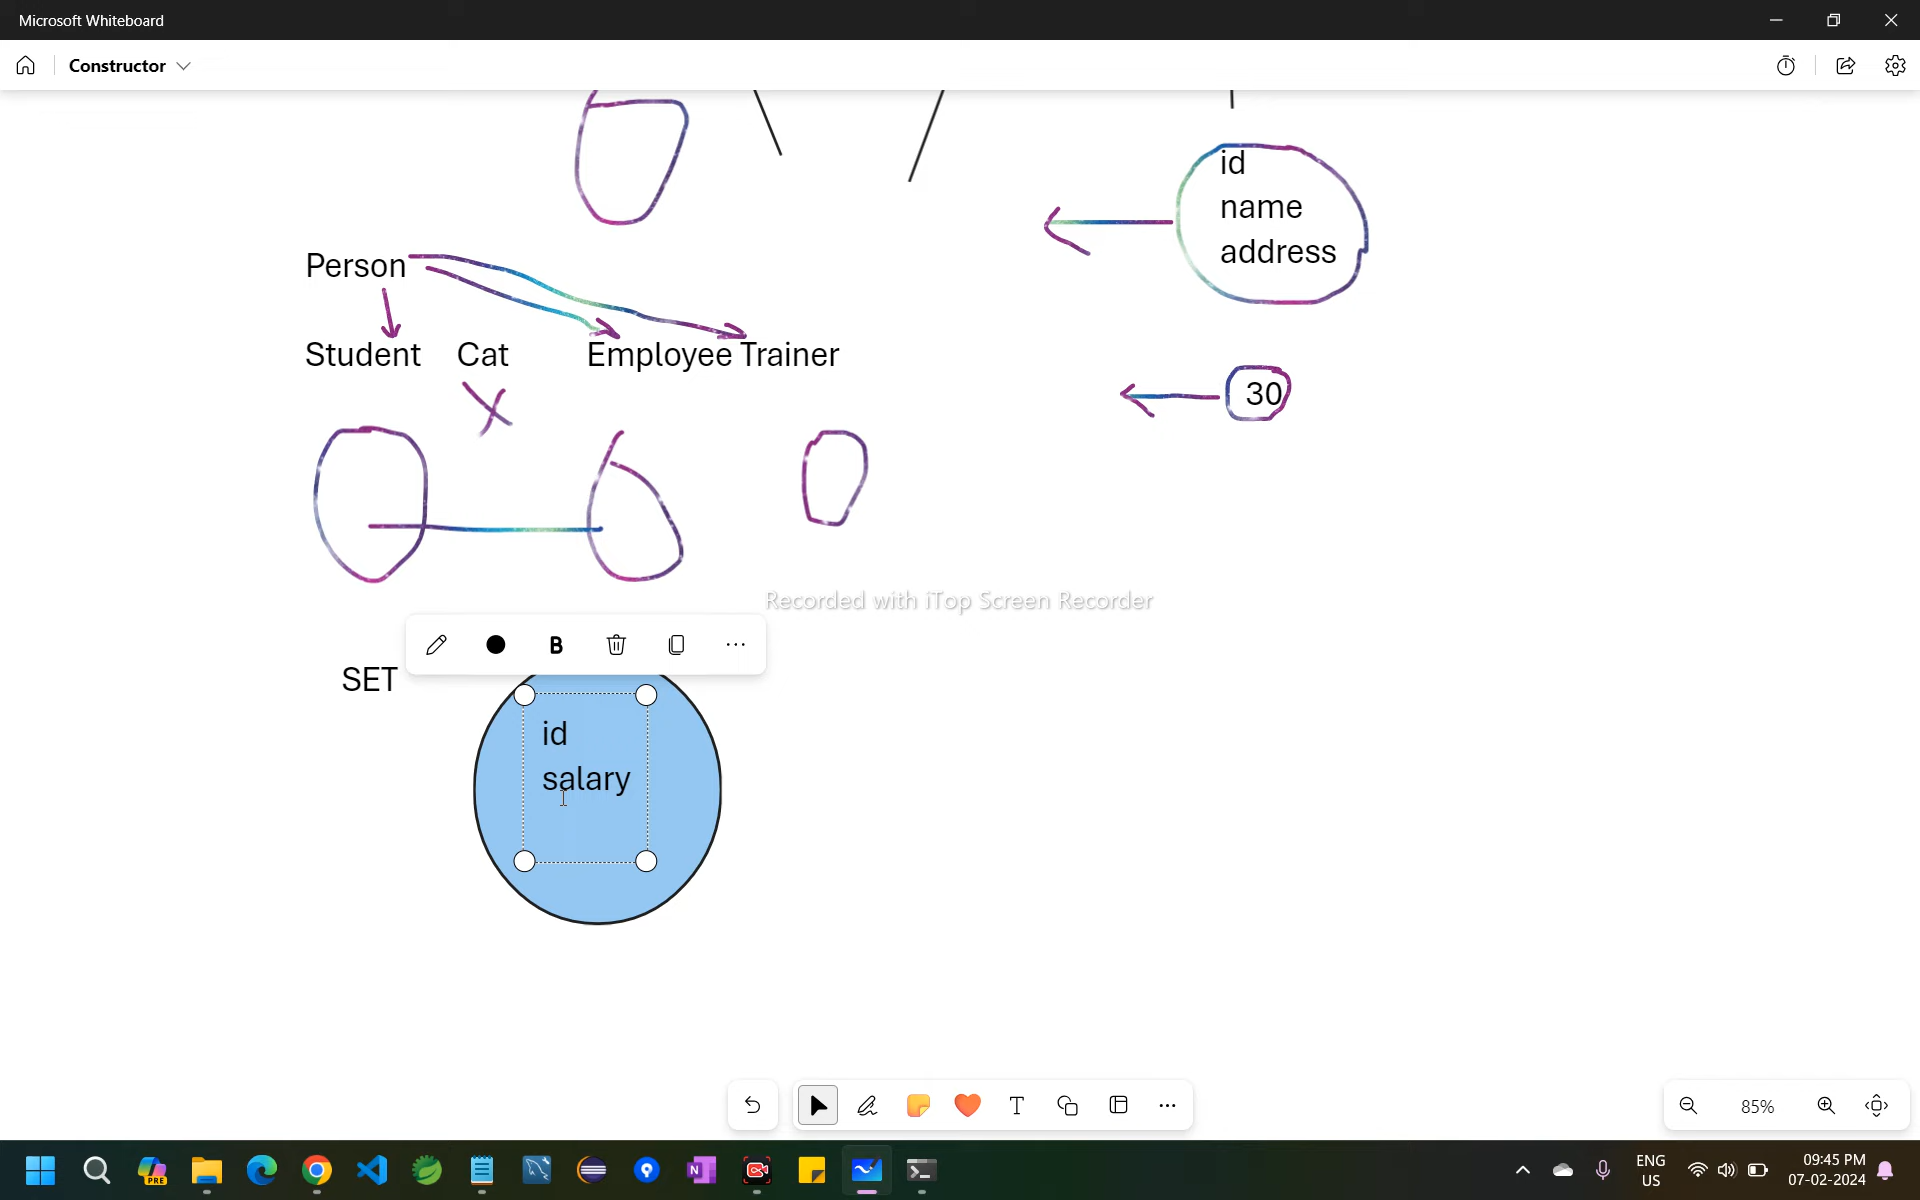 Microsoft Whiteboard
Constructor
id
name
address
Person
Student Cat Employee Trainer
30
Recorded with iTop Screen Recorder
B
SET
id
salary
T
85%
PRE
N
ENG
US
09:45 PM
07-02-2024